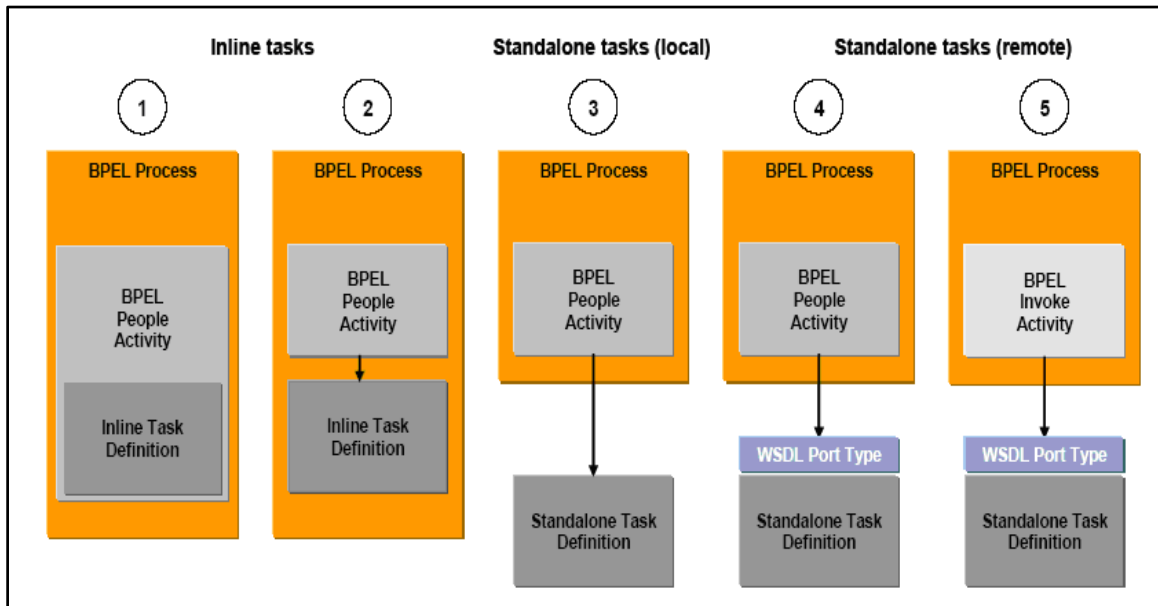 Inline tasks
Standalone tasks (local)
Standalone tasks (remote)
1
2
3
4
5
BPEL Process
BPEL
People
Activity
Inline Task
Definition
BPEL Process
BPEL
People
Activity
Inline Task
Definition
BPEL Process
BPEL
People
Activity
Standalone Task
Definition
BPEL Process
BPEL
People
Activity
WSDL Port Type
Standalone Task
Definition
BPEL Process
BPEL
Invoke
Activity
WSDL Port Type
Standalone Task
Definition